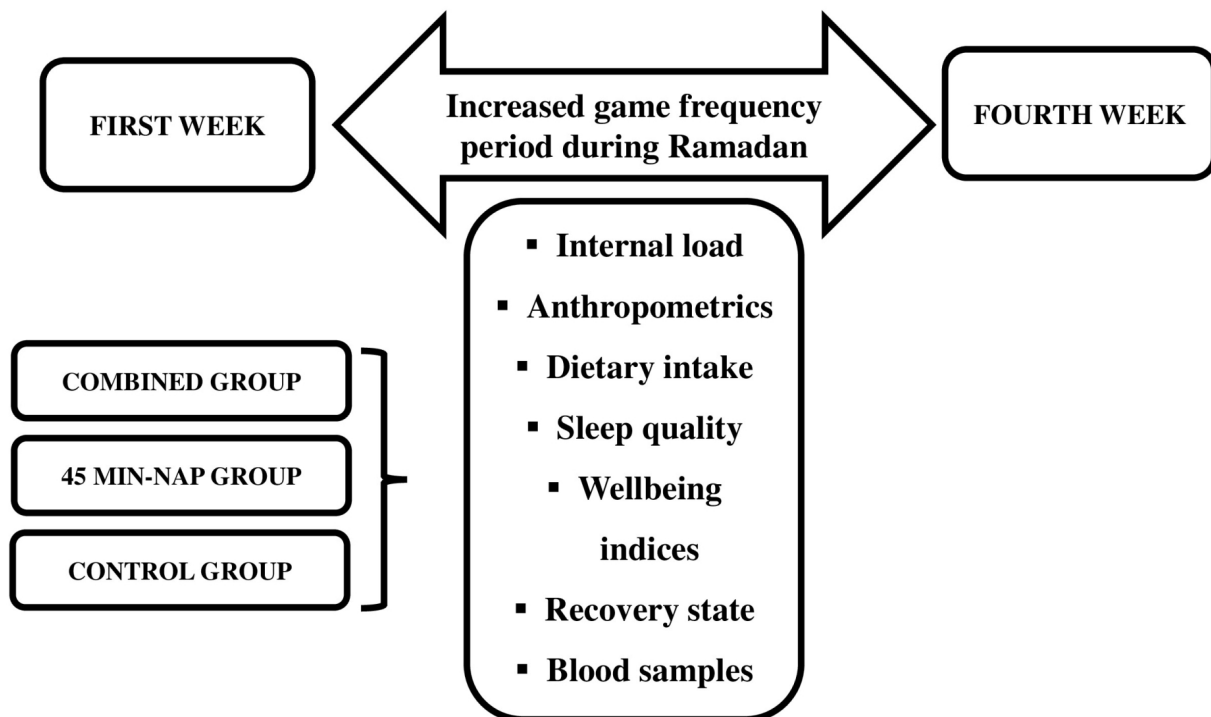 FIRST WEEK
Increased game frequency
period during Ramadan
FOURTH WEEK
▪ Internal load
▪ Anthropometrics
▪ Dietary intake
▪ Sleep quality
▪ Wellbeing
indices
▪ Recovery state
▪ Blood samples
COMBINED GROUP
45 MIN-NAP GROUP
CONTROL GROUP